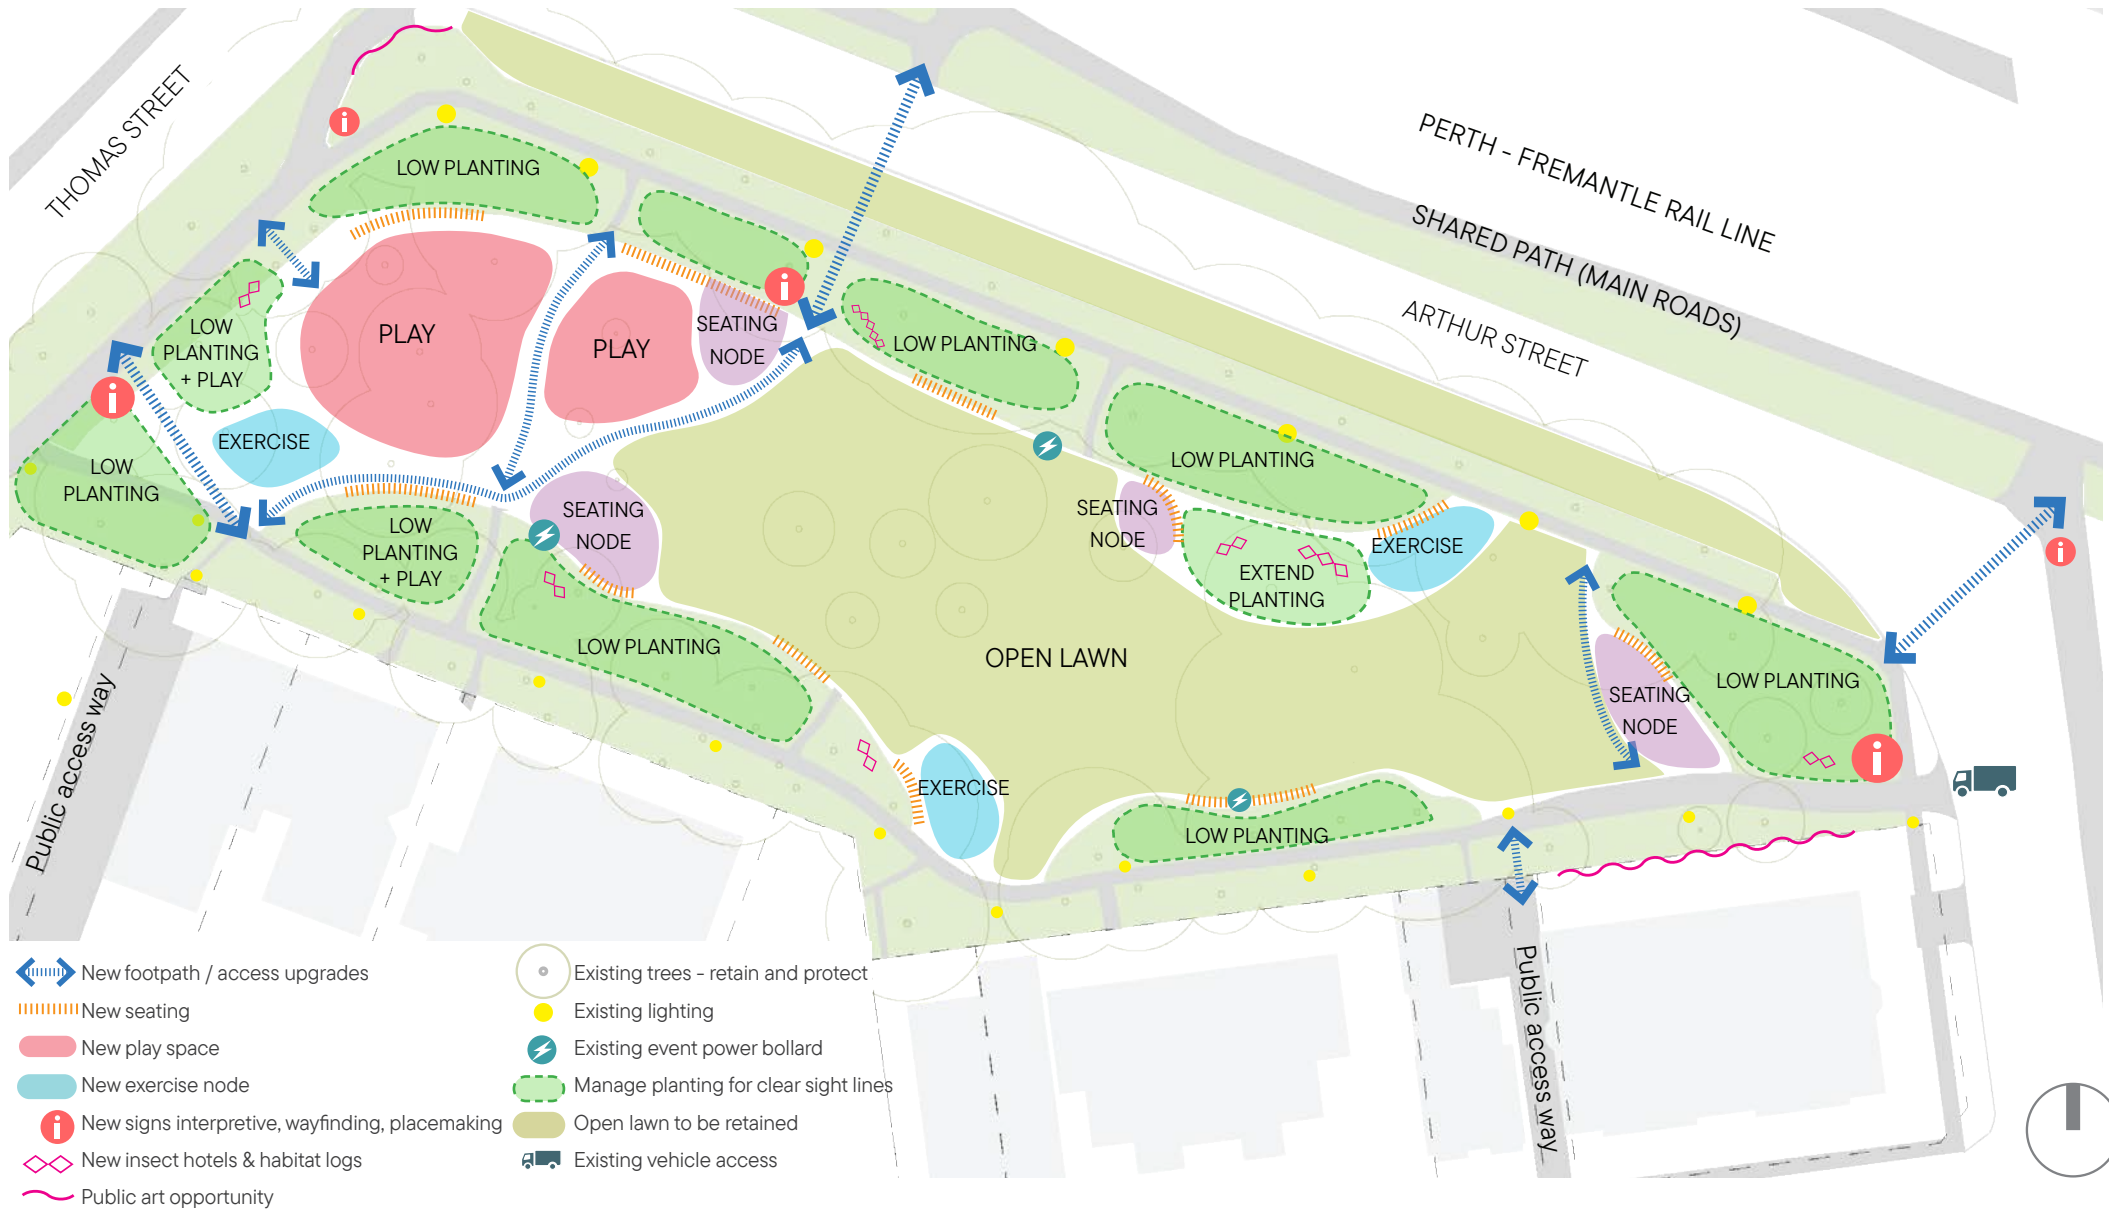 THOMAS STREET
PERTH - FREMANTLE RAIL LINE
SHARED PATH (MAIN ROADS)
ARTHUR STREET
LOW PLANTING
LOW
PLANTING
+ PLAY
PLAY
PLAY
SEATING
NODE
LOW PLANTING
EXERCISE
LOW
PLANTING
LOW
PLANTING
+ PLAY
SEATING
NODE
LOW PLANTING
SEATING
NODE
LOW PLANTING
EXTEND
PLANTING
EXERCISE
OPEN LAWN
LOW PLANTING
SEATING
NODE
LOW PLANTING
EXERCISE
LOW PLANTING
Public access way
Public access way
New footpath / access upgrades
New seating
New play space
New exercise node
i New signs interpretive, wayfinding, placemaking
New insect hotels & habitat logs
Public art opportunity
Existing trees - retain and protect
Existing lighting
Existing event power bollard
Manage planting for clear sight lines
Open lawn to be retained
Existing vehicle access